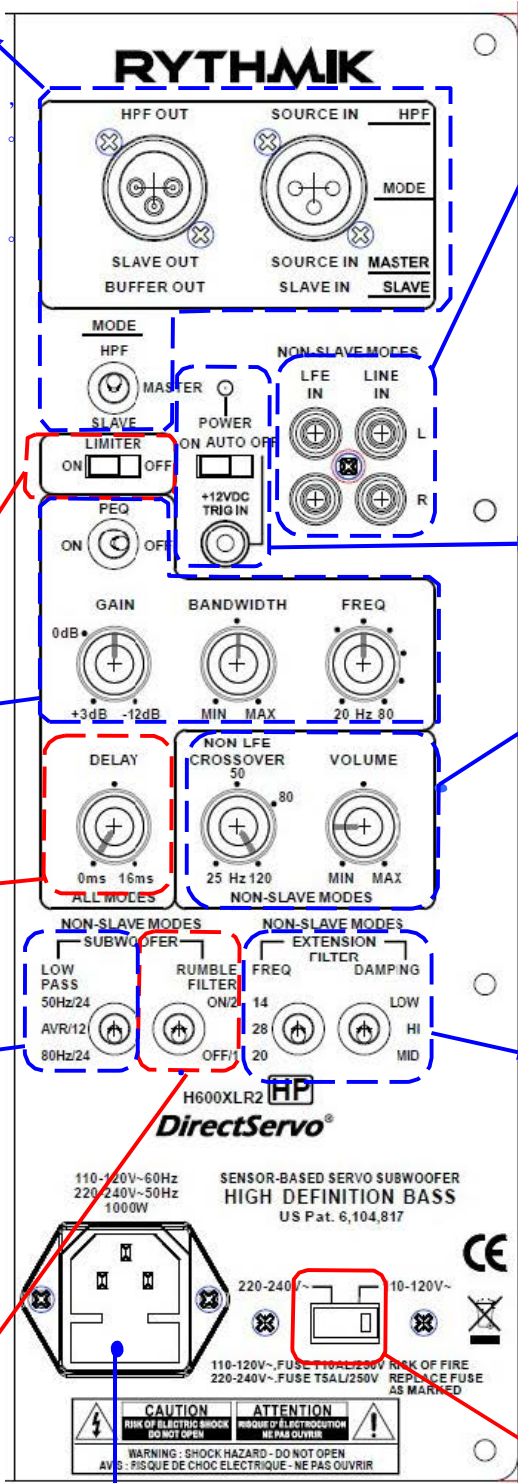 RYTHMIK
HPF OUT SOURCE IN HPF
MODE
SLAVE OUT SOURCE IN MASTER
BUFFER OUT SLAVE IN SLAVE
MODE
HPF
MASTER
SLAVE
NON-SLAVE MODES
LFE IN LINE IN
L
R
POWER
ON AUTO OFF
+12VDC
TRIG IN
LIMITER
ON OFF
PEQ
ON OFF
GAIN BANDWIDTH FREQ
0dB
+3dB -12dB MIN MAX 20 Hz 80
DELAY
0ms 16ms
ALL MODES
NON LFE
CROSSOVER VOLUME
50
80
25 Hz 120 MIN MAX
NON-SLAVE MODES
NON-SLAVE MODES NON-SLAVE MODES
SUBWOOFER EXTENSION
FILTER
LOW
PASS
50Hz/24
AVR/12
80Hz/24
RUMBLE
FILTER
ON/2
OFF/1
FREQ DAMPING
14 LOW
28 HI
20 MID
H600XLR2 HP
DirectServo®
110-120V~60Hz
220-240V~50Hz
1000W
SENSOR-BASED SERVO SUBWOOFER
HIGH DEFINITION BASS
US Pat. 6,104,817
CE
220-240V~ 10-120V~
110-120V~,FUSE T10AL/250V RISK OF FIRE
220-240V~.FUSE T5AL/250V REPLACE FUSE
AS MARKED
CAUTION
RISK OF ELECTRIC SHOCK
DO NOT OPEN
ATTENTION
RISQUE D'ÉLECTROCUTION
NE PAS OUVRIR
WARNING : SHOCK HAZARD - DO NOT OPEN
AVIS : RISQUE DE CHOC ELECTRIQUE - NE PAS OUVRIR